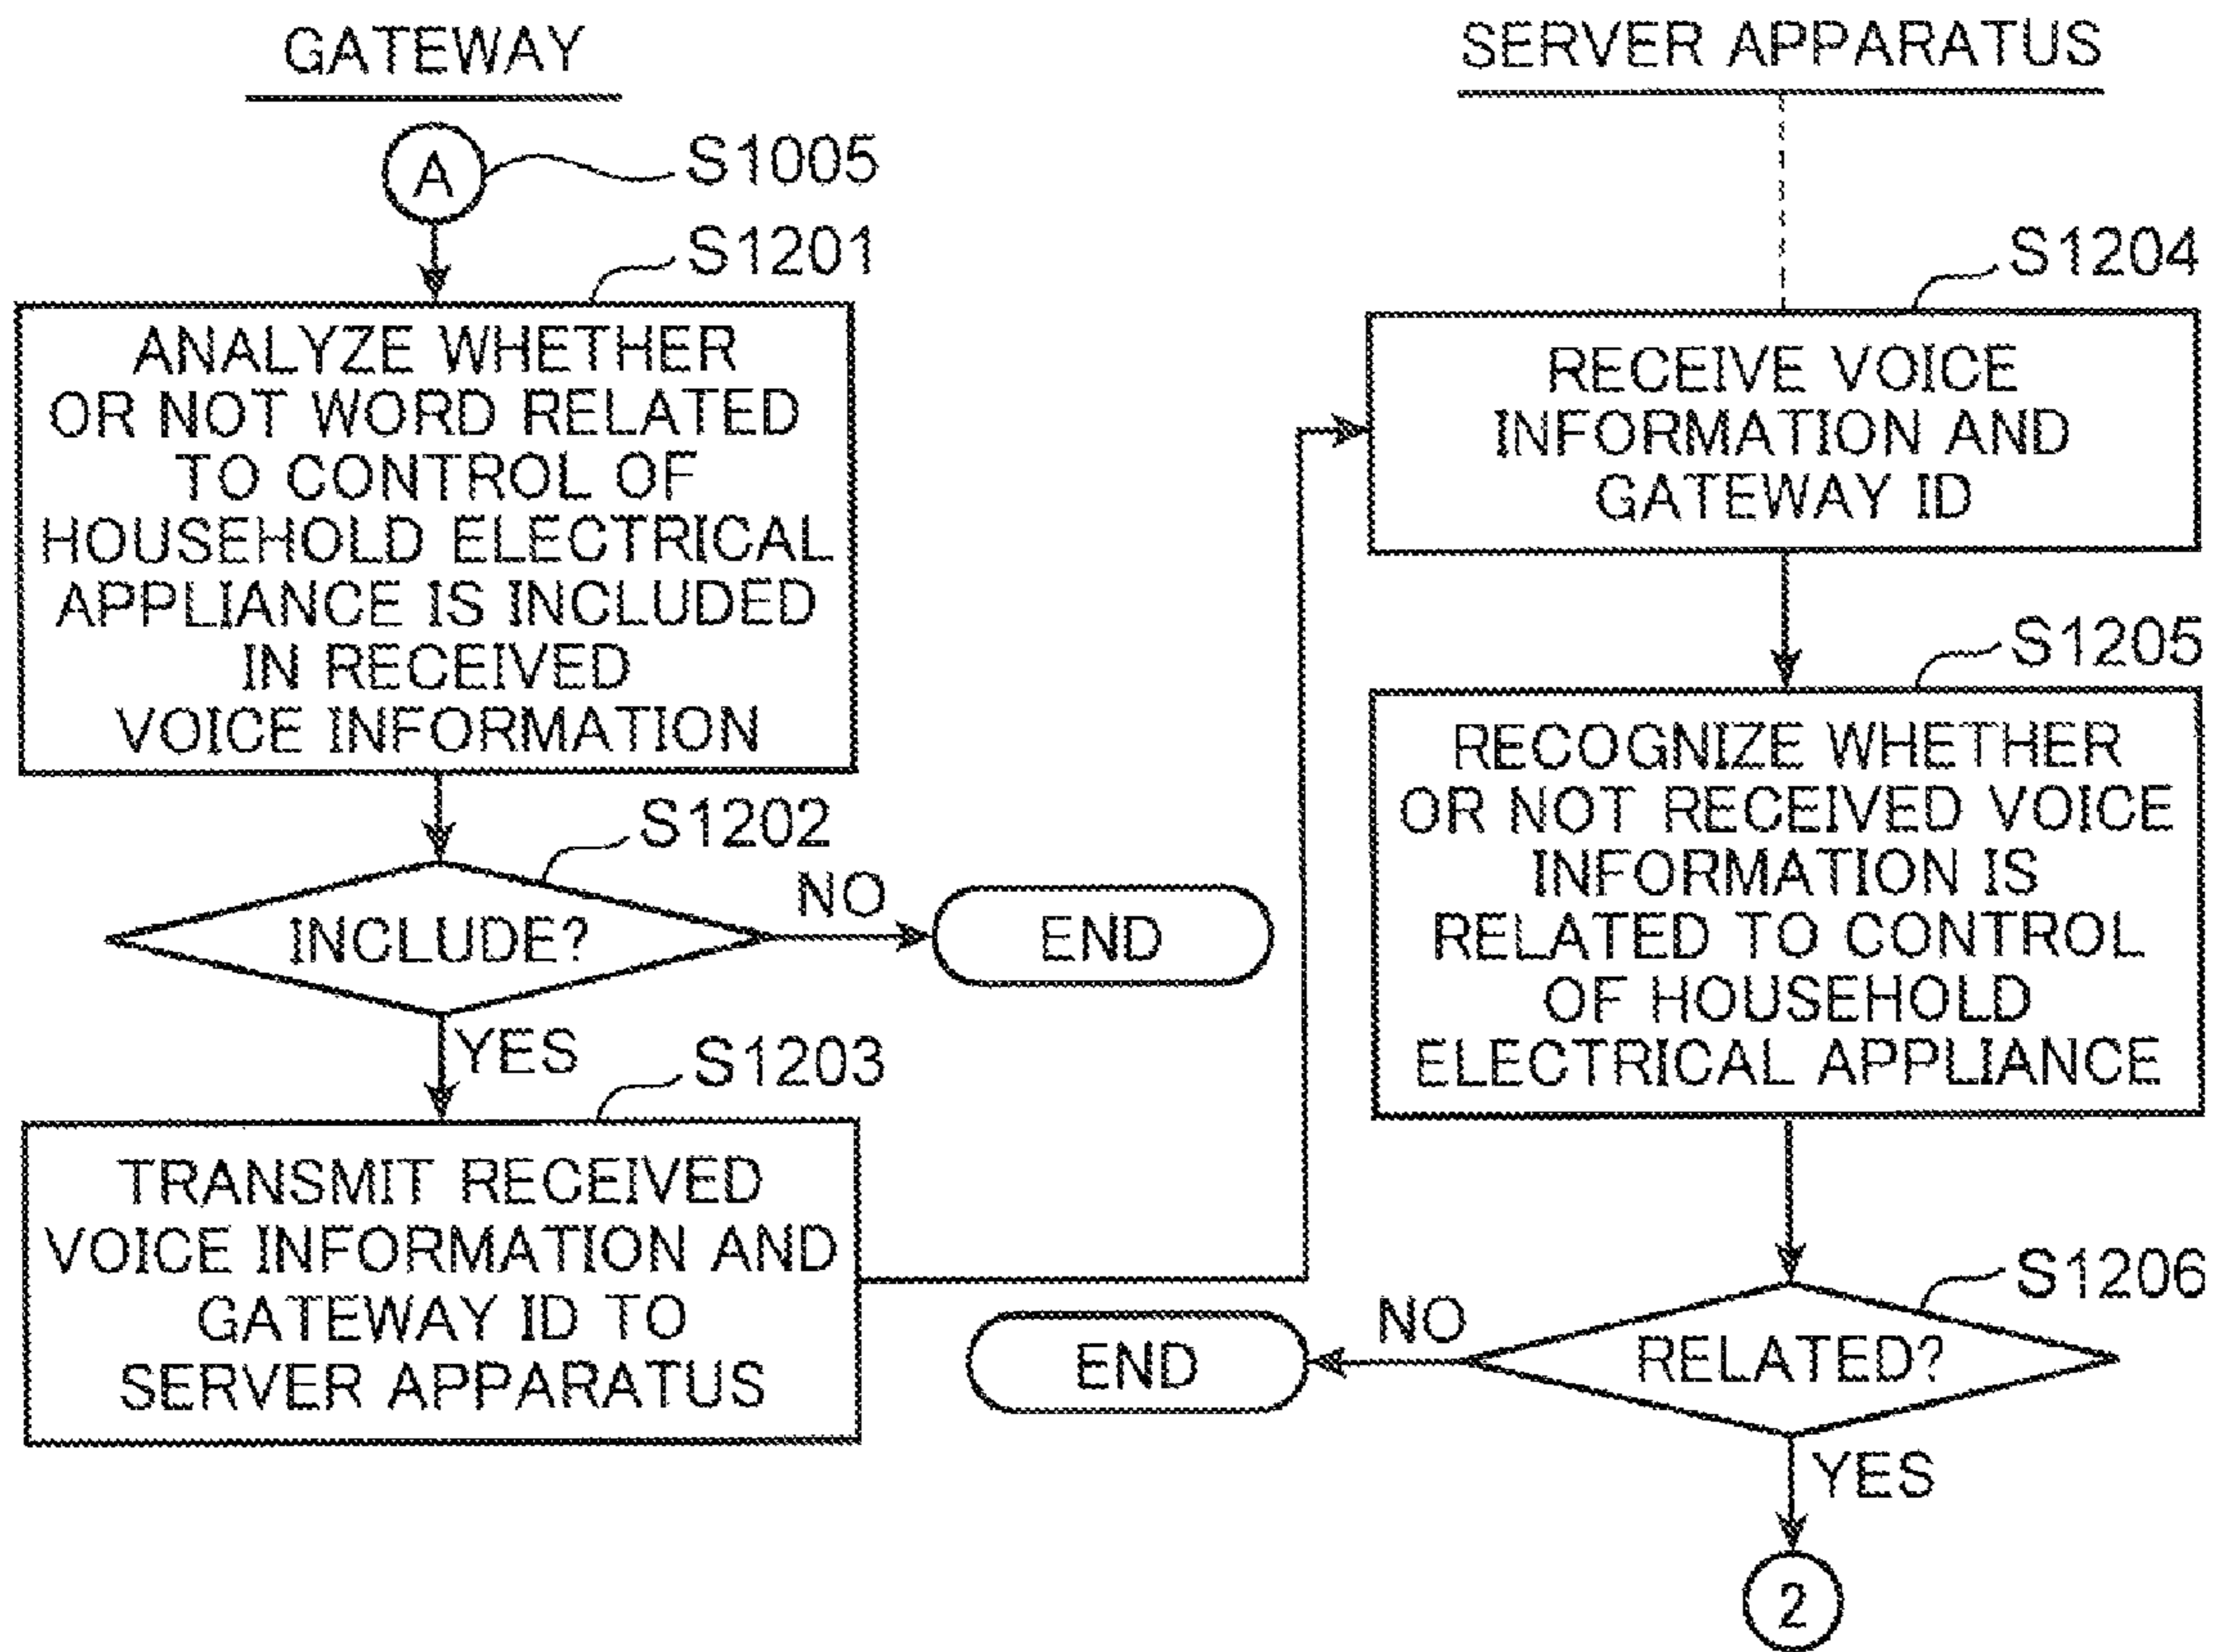 GATEWAY
A
S1005
S1201
ANALYZE WHETHER
OR NOT WORD RELATED
TO CONTROL OF
HOUSEHOLD ELECTRICAL
APPLIANCE IS INCLUDED
IN RECEIVED
VOICE INFORMATION
S1202
INCLUDE?
NO
END
YES
S1203
TRANSMIT RECEIVED
VOICE INFORMATION AND
GATEWAY ID TO
SERVER APPARATUS
SERVER APPARATUS
S1204
RECEIVE VOICE
INFORMATION AND
GATEWAY ID
S1205
RECOGNIZE WHETHER
OR NOT RECEIVED VOICE
INFORMATION IS
RELATED TO CONTROL
OF HOUSEHOLD
ELECTRICAL APPLIANCE
S1206
RELATED?
NO
END
YES
2